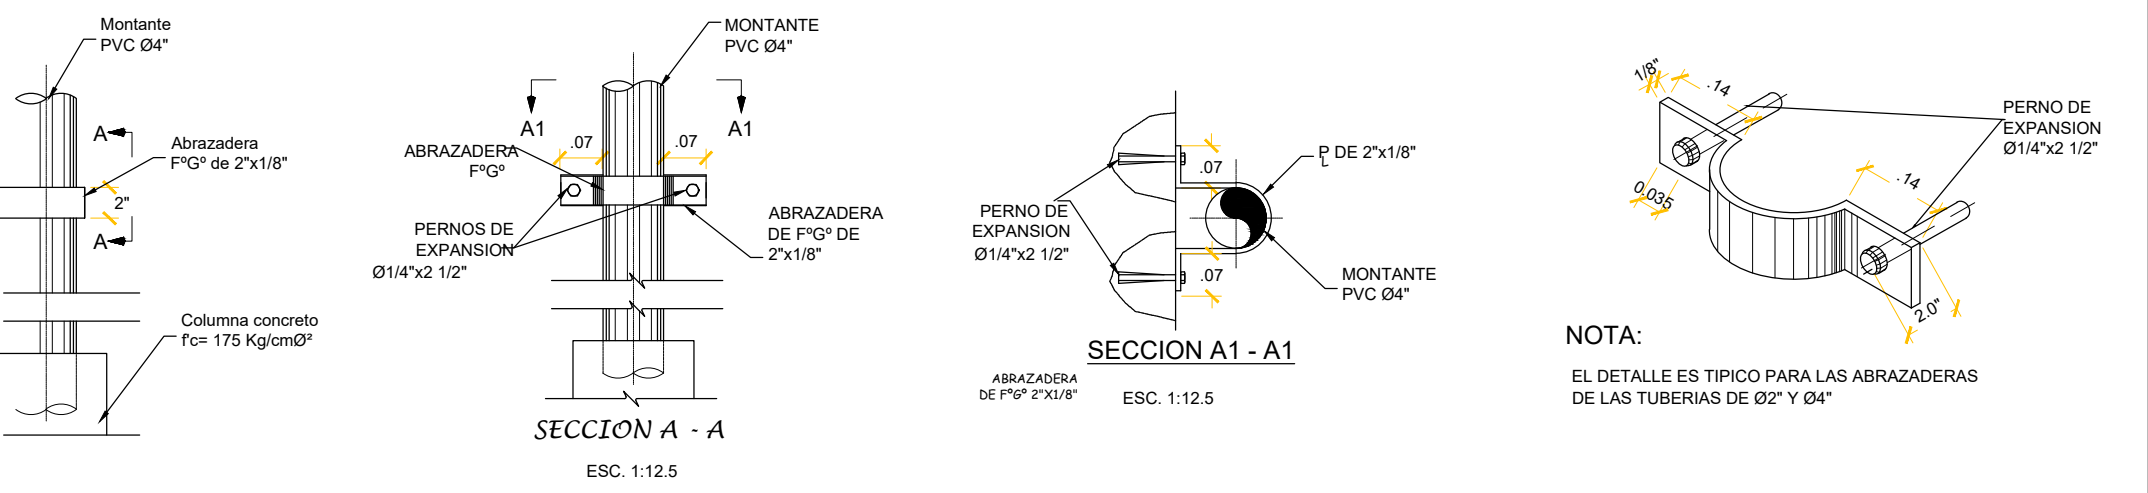 Montante
PVC Ø4"
A
Abrazadera
FºGº de 2"x1/8"
2"
A
Columna concreto
f'c= 175 Kg/cmØ²
MONTANTE
PVC Ø4"
A1
A1
.07
.07
ABRAZADERA
FºGº
PERNOS DE
EXPANSION
Ø1/4"x2 1/2"
ABRAZADERA
DE FºGº DE
2"x1/8"
SECCION A - A
ESC. 1:12.5
.07
PL DE 2"x1/8"
PERNO DE
EXPANSION
Ø1/4"x2 1/2"
.07
MONTANTE
PVC Ø4"
SECCION A1 - A1
ABRAZADERA
DE FºGº 2"X1/8"
ESC. 1:12.5
1/8"
.14
PERNO DE
EXPANSION
Ø1/4"x2 1/2"
0.035
.14
2.0"
NOTA:
EL DETALLE ES TIPICO PARA LAS ABRAZADERAS
DE LAS TUBERIAS DE Ø2" Y Ø4"